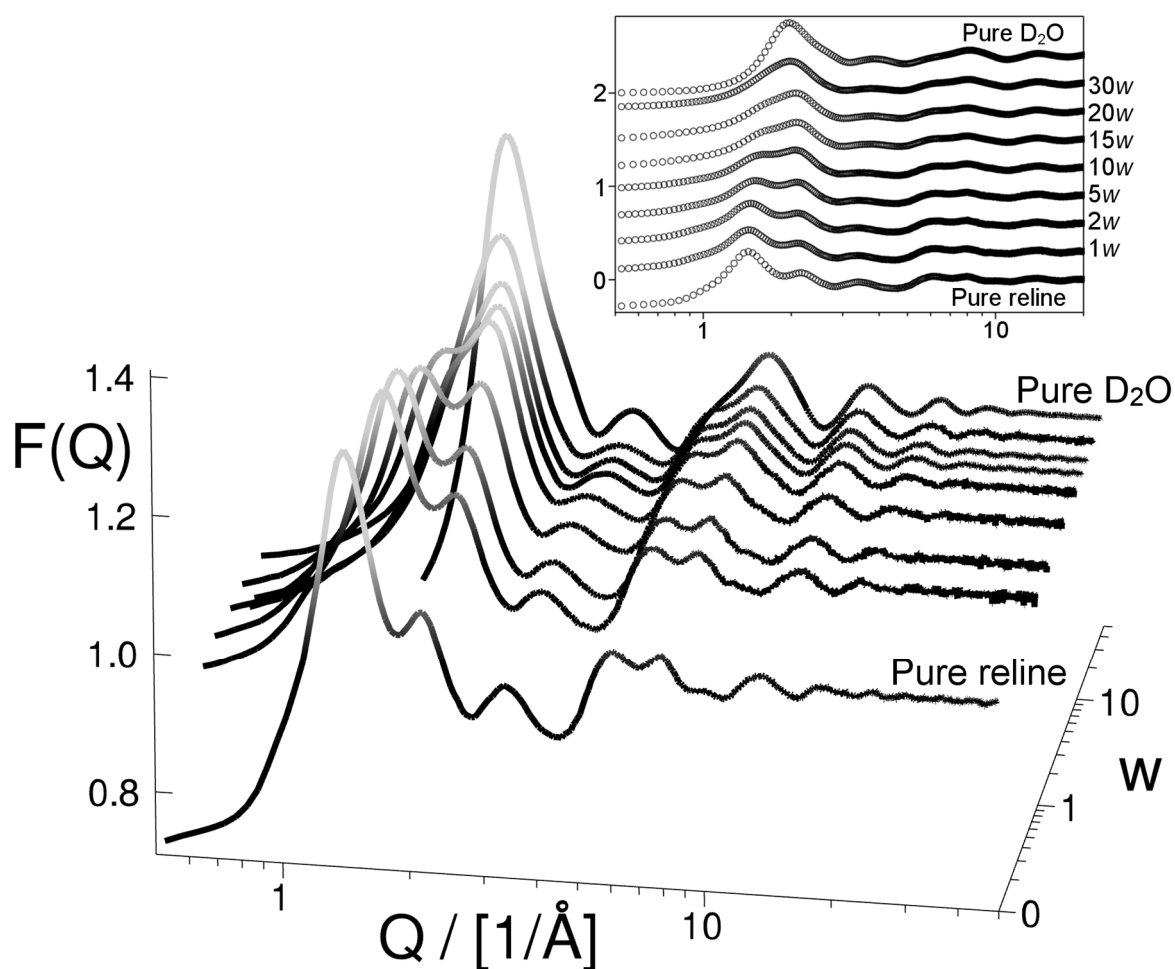 Pure D₂O
2
30w
20w
15w
1
10w
5w
2w
0
1w
Pure reline
1
10
1.4
Pure D₂O
F(Q)
1.2
1.0
Pure reline
10
w
0.8
1
0
1
10
Q / [1/Å]